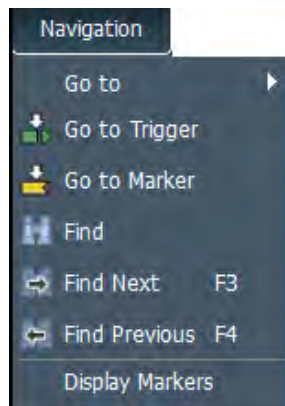 Navigation
Go to
Go to Trigger
Go to Marker
Find
Find Next F3
Find Previous F4
Display Markers